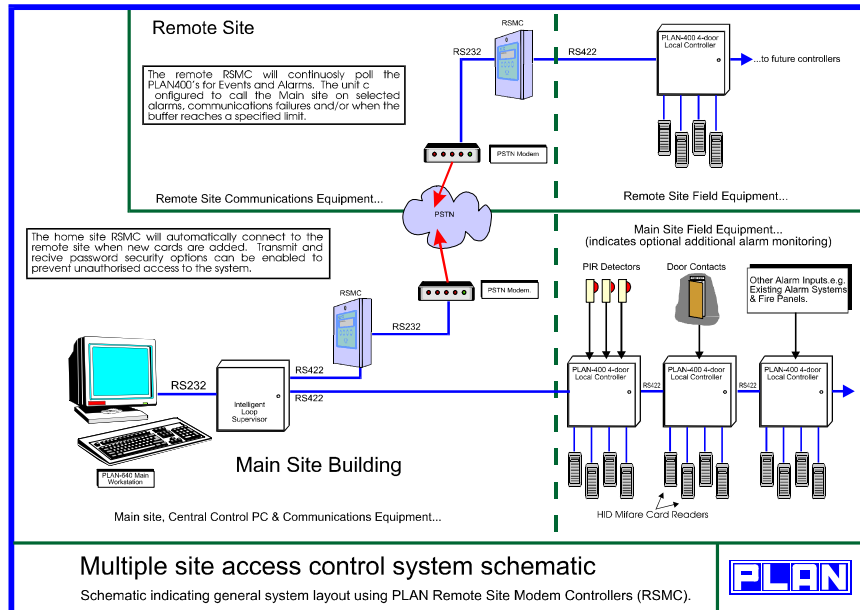 Remote Site
RSMC
RS232
RS422
PLAN-400 4-door
Local Controller
...to future controllers
The remote RSMC will continuosly poll the
PLAN400's for Events and Alarms. The unit c
onfigured to call the Main site on selected
alarms, communications failures and/or when the
buffer reaches a specified limit.
PSTN Modem
Remote Site Communications Equipment...
Remote Site Field Equipment...
PSTN
The home site RSMC will automatically connect to the
remote site when new cards are added. Transmit and
recive password security options can be enabled to
prevent unauthorised access to the system.
Main Site Field Equipment...
(indicates optional additional alarm monitoring)
PIR Detectors
Door Contacts
Other Alarm Inputs.e.g.
Existing Alarm Systems
& Fire Panels.
PSTN Modem.
RSMC
RS232
RS232
RS422
RS422
Intelligent
Loop
Supervisor
PLAN-400 4-door
Local Controller
RS422
PLAN-400 4-door
Local Controller
RS422
PLAN-400 4-door
Local Controller
PLAN-640 Main
Workstation
Main Site Building
HID Mifare Card Readers
Main site, Central Control PC & Communications Equipment...
Multiple site access control system schematic
Schematic indicating general system layout using PLAN Remote Site Modem Controllers (RSMC).
PLAN